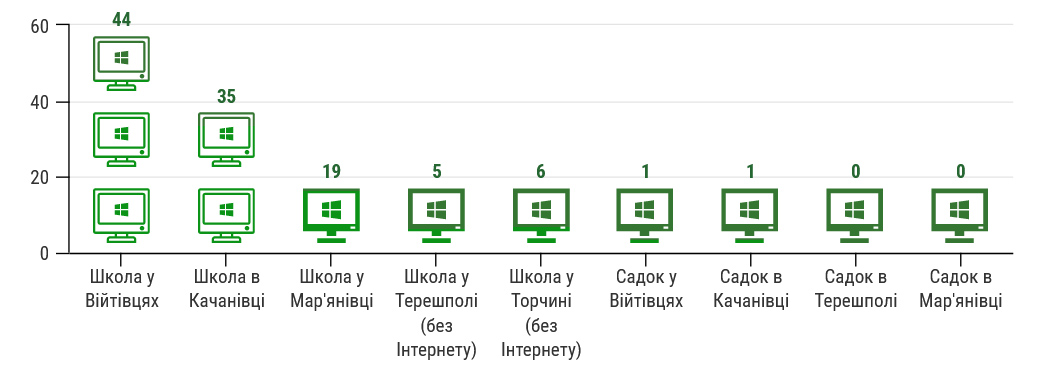 60
40
20
0
44
35
19
5
6
1
1
0
0
Школа у
Війтівцях
Школа в
Качанівці
Школа у
Мар'янівці
Школа у
Терешполі
(без
Інтернету)
Школа у
Торчині
(без
Інтернету)
Садок у
Війтівцях
Садок в
Качанівці
Садок в
Терешполі
Садок в
Мар'янівці